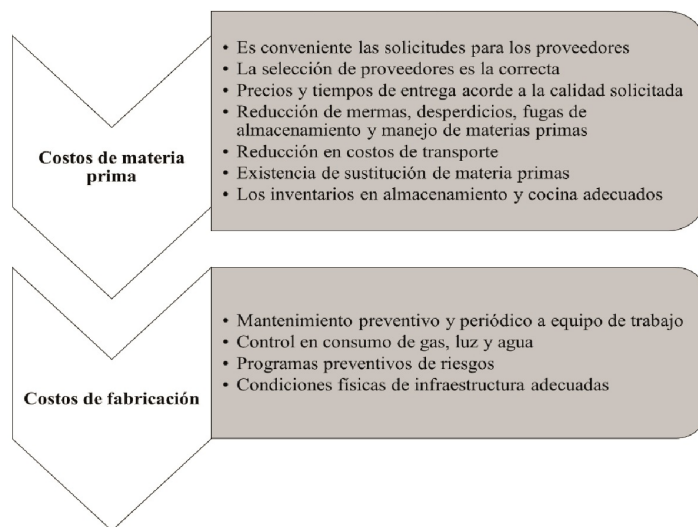 Costos de materia
prima
• Es conveniente las solicitudes para los proveedores
• La selección de proveedores es la correcta
• Precios y tiempos de entrega acorde a la calidad solicitada
• Reducción de mermas, desperdicios, fugas de
almacenamiento y manejo de materias primas
• Reducción en costos de transporte
• Existencia de sustitución de materia primas
• Los inventarios en almacenamiento y cocina adecuados
Costos de fabricación
• Mantenimiento preventivo y periódico a equipo de trabajo
• Control en consumo de gas, luz y agua
• Programas preventivos de riesgos
• Condiciones físicas de infraestructura adecuadas